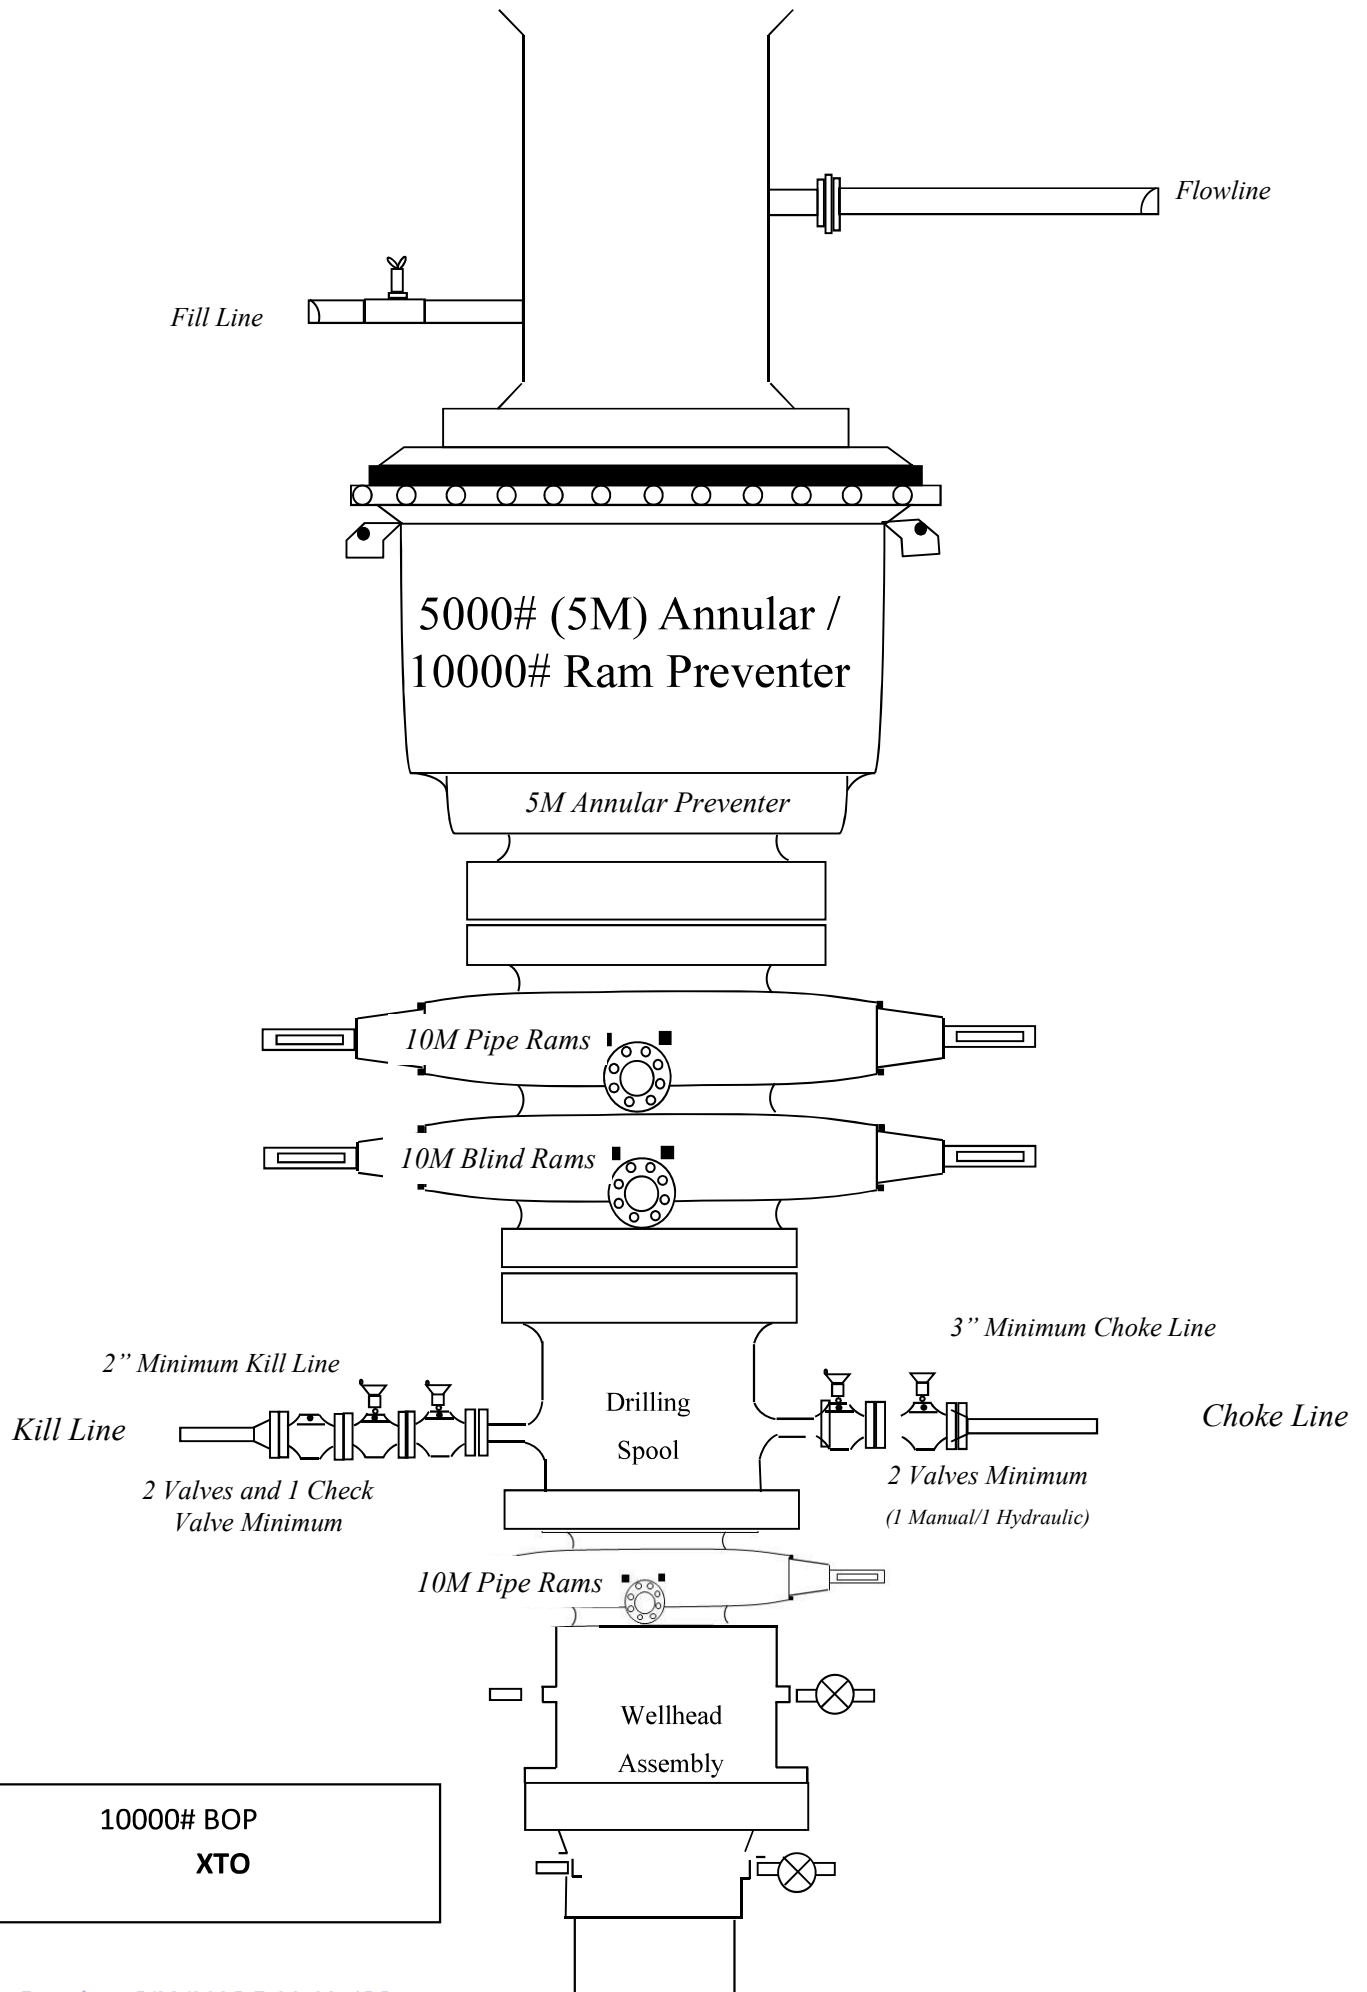 Flowline
Fill Line
5000# (5M) Annular /
10000# Ram Preventer
5M Annular Preventer
10M Pipe Rams
10M Blind Rams
3” Minimum Choke Line
2” Minimum Kill Line
Drilling
Spool
Kill Line
Choke Line
2 Valves and 1 Check
Valve Minimum
2 Valves Minimum
(1 Manual/1 Hydraulic)
10M Pipe Rams
Wellhead
Assembly
10000# BOP
XTO